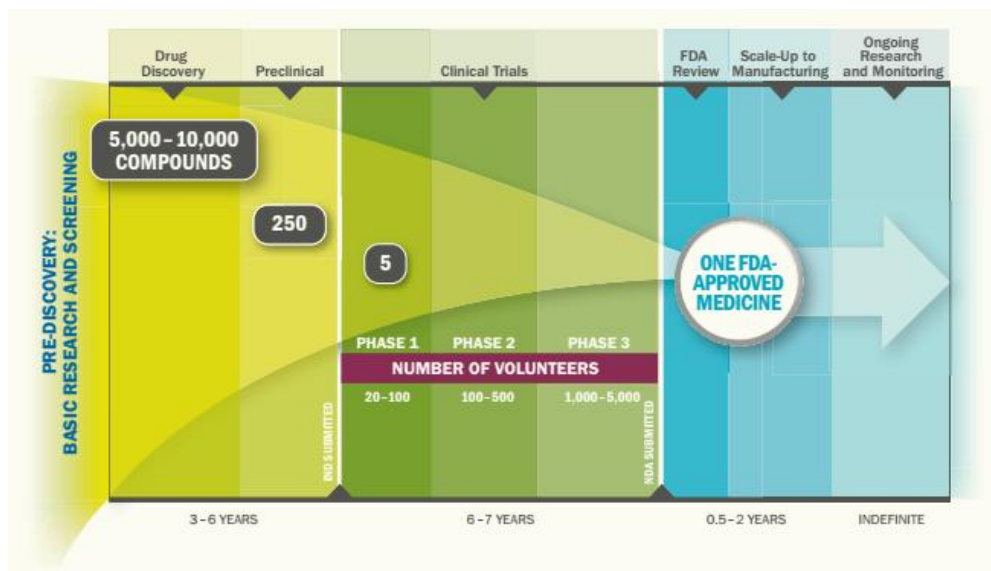 Drug
Discovery
Preclinical
Clinical Trials
FDA
Review
Scale-Up to
Manufacturing
Ongoing
Research
and Monitoring
PRE-DISCOVERY:
BASIC RESEARCH AND SCREENING
5,000–10,000
COMPOUNDS
250
5
ONE FDA-
APPROVED
MEDICINE
PHASE 1
PHASE 2
PHASE 3
NUMBER OF VOLUNTEERS
20–100
100–500
1,000–5,000
IND SUBMITTED
NDA SUBMITTED
3–6 YEARS
6–7 YEARS
0.5–2 YEARS
INDEFINITE